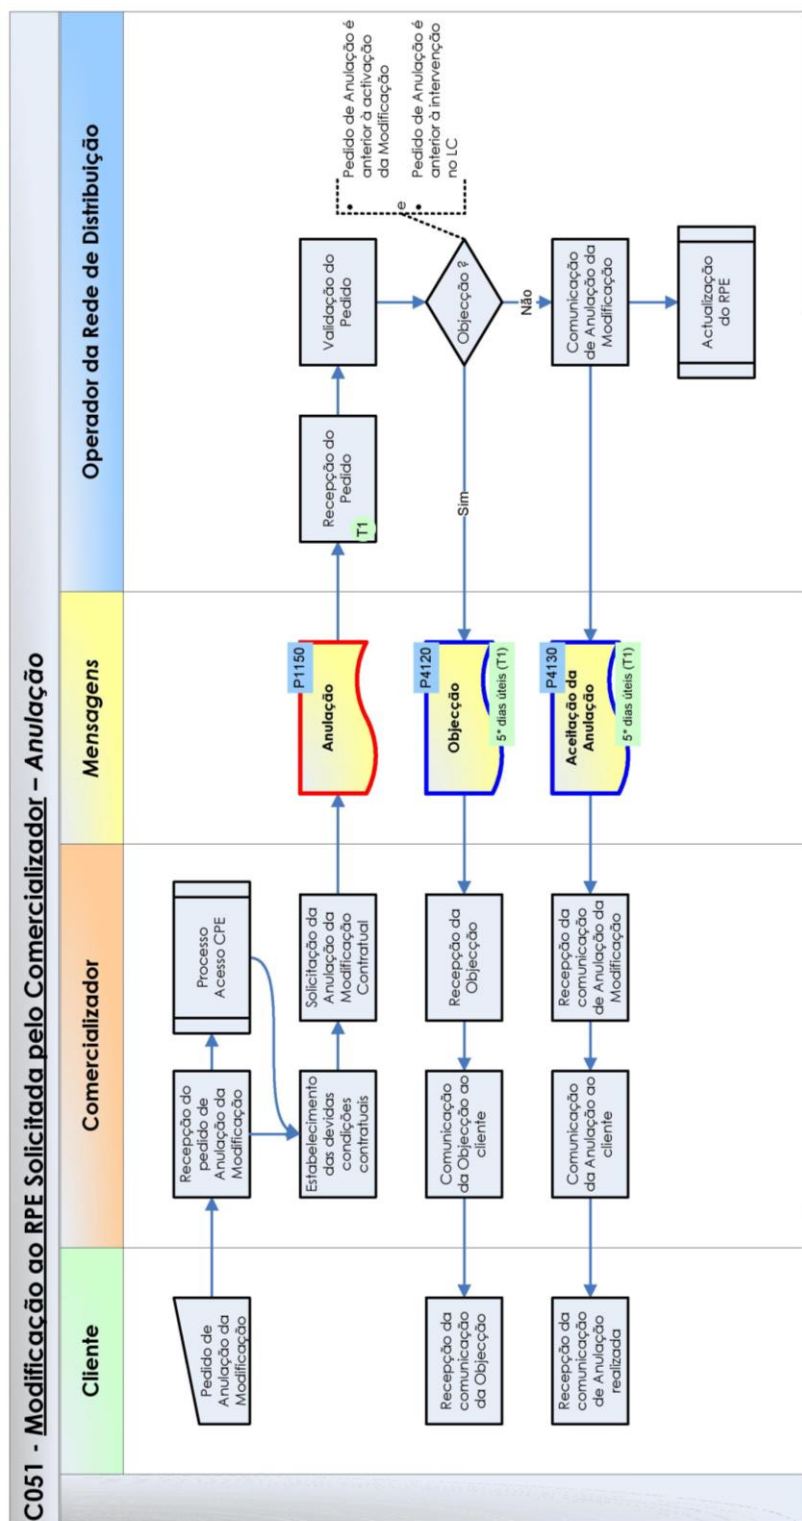 C051 - Modificação ao RPE Solicitada pelo Comercializador – Anulação
Cliente
Comercializador
Mensagens
Operador da Rede de Distribuição
Pedido de
Anulação da
Modificação
Recepção do
pedido de
Anulação da
Modificação
Processo
Acesso CPE
Estabelecimento
das devidas
condições
contratuais
Solicitação da
Anulação da
Modificação
Contratual
P1150
Anulação
Recepção do
Pedido
T1
Validação do
Pedido
• Pedido de Anulação é
anterior à activação
da Modificação
e
• Pedido de Anulação é
anterior à intervenção
no LC
Objecção ?
Sim
Não
P4120
Objecção
5º dias úteis (T1)
Recepção da
Objecção
Comunicação
da Objecção ao
cliente
Recepção da
comunicação
da Objecção
Comunicação
de Anulação da
Modificação
Actualização
do RPE
P4130
Aceitação da
Anulação
5º dias úteis (T1)
Recepção da
comunicação
de Anulação da
Modificação
Comunicação
da Anulação ao
cliente
Recepção da
comunicação
de Anulação
realizada